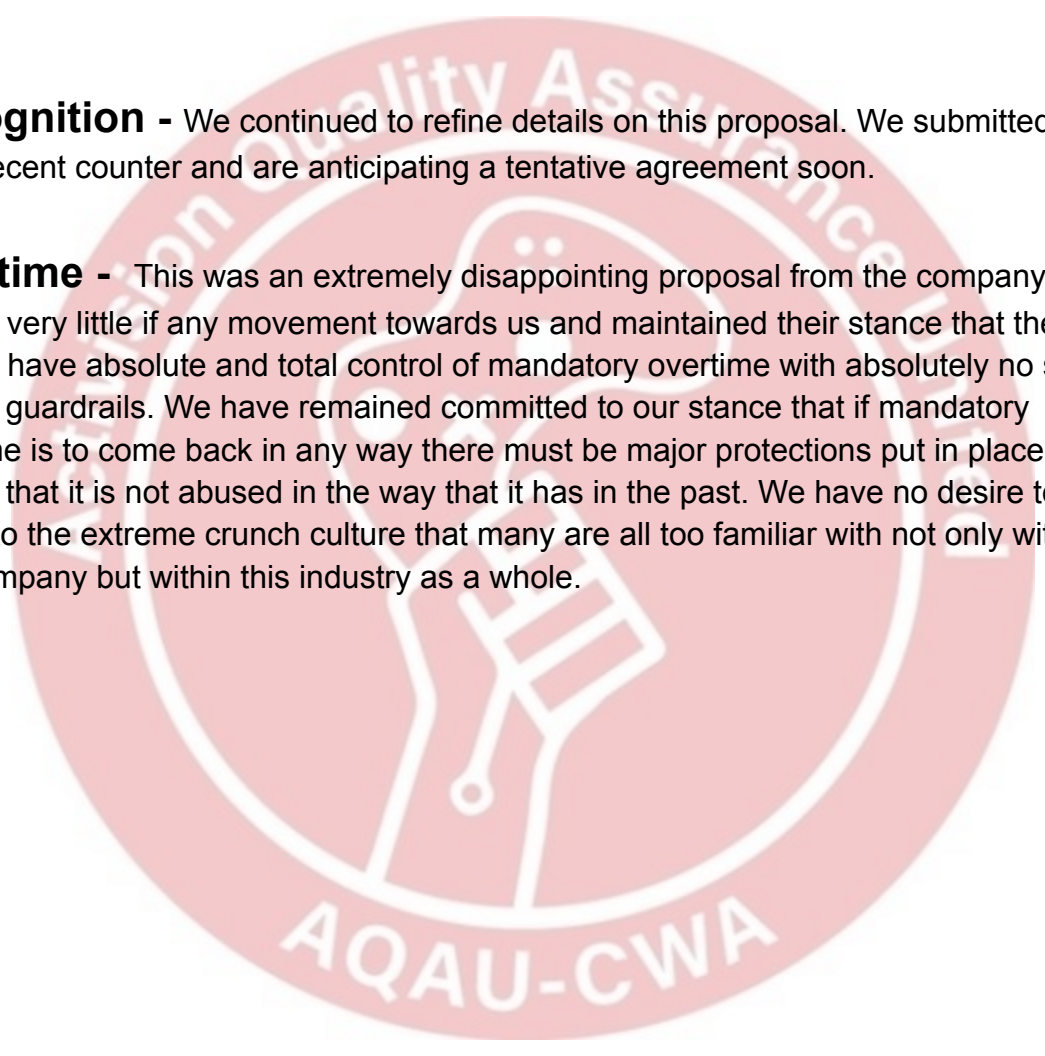 ognition - We continued to refine details on this proposal. We submitted
ecent counter and are anticipating a tentative agreement soon.
time - This was an extremely disappointing proposal from the company
very little if any movement towards us and maintained their stance that the
have absolute and total control of mandatory overtime with absolutely no s
guardrails. We have remained committed to our stance that if mandatory
ne is to come back in any way there must be major protections put in place
that it is not abused in the way that it has in the past. We have no desire to
o the extreme crunch culture that many are all too familiar with not only wit
mpany but within this industry as a whole.
Activision Quality Assurance United
AQAU-CWA